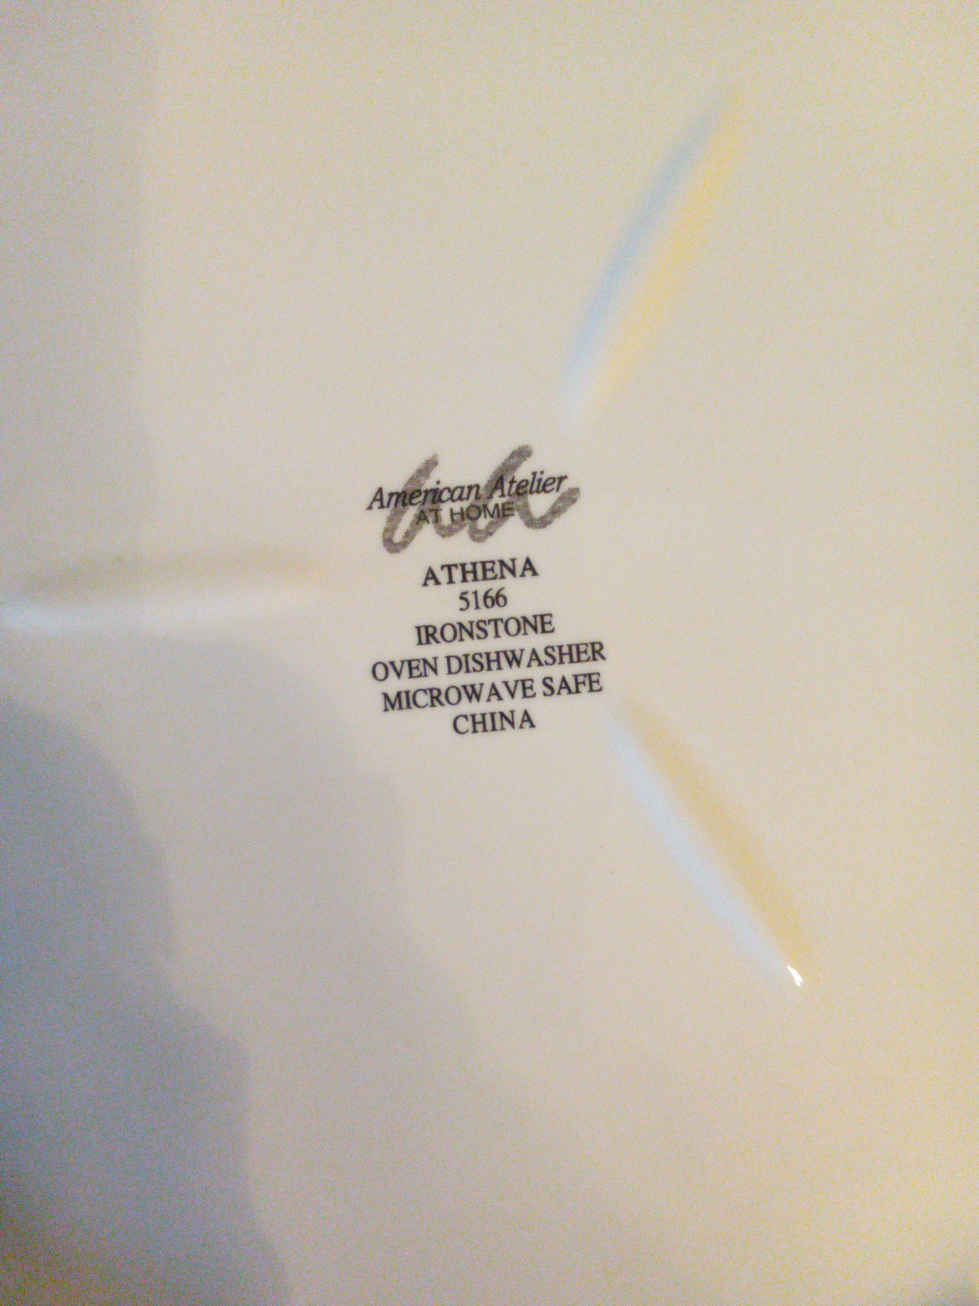 American Atelier
AT HOME
ATHENA
5166
IRONSTONE
OVEN DISHWASHER
MICROWAVE SAFE
CHINA